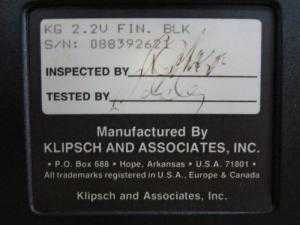 KG 2.2V FIN. BLK
S/N: 088392621
INSPECTED BY
TESTED BY
Manufactured By
KLIPSCH AND ASSOCIATES, INC.
• P.O. Box 688 • Hope, Arkansas • U.S.A. 71801 •
All trademarks registered in U.S.A., Europe & Canada
Klipsch and Associates, Inc.